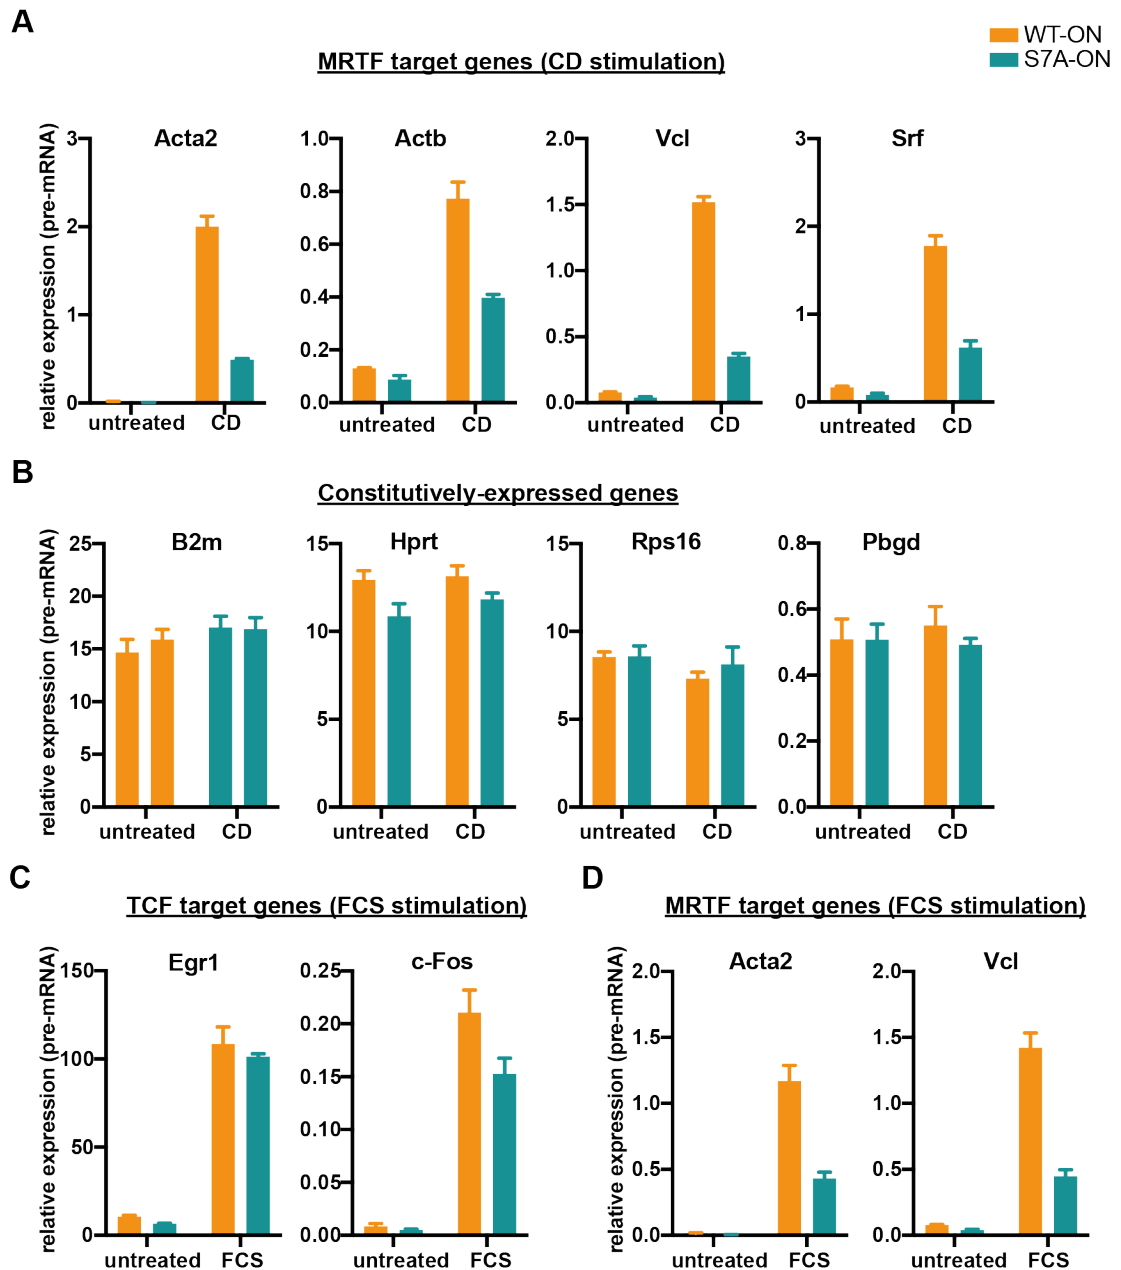 A
WT-ON
S7A-ON
MRTF target genes (CD stimulation)
relative expression (pre-mRNA)
Acta2
3
2
1
0
untreated CD
Actb
1.0
0.8
0.6
0.4
0.2
0.0
untreated CD
Vcl
2.0
1.5
1.0
0.5
0.0
untreated CD
Srf
3
2
1
0
untreated CD
B
Constitutively-expressed genes
relative expression (pre-mRNA)
B2m
25
20
15
10
5
0
untreated CD
Hprt
15
10
5
0
untreated CD
Rps16
15
10
5
0
untreated CD
Pbgd
0.8
0.6
0.4
0.2
0.0
untreated CD
C
TCF target genes (FCS stimulation)
relative expression (pre-mRNA)
Egr1
150
100
50
0
untreated FCS
c-Fos
0.25
0.20
0.15
0.10
0.05
0.00
untreated FCS
D
MRTF target genes (FCS stimulation)
relative expression (pre-mRNA)
Acta2
2.0
1.5
1.0
0.5
0.0
untreated FCS
Vcl
2.0
1.5
1.0
0.5
0.0
untreated FCS